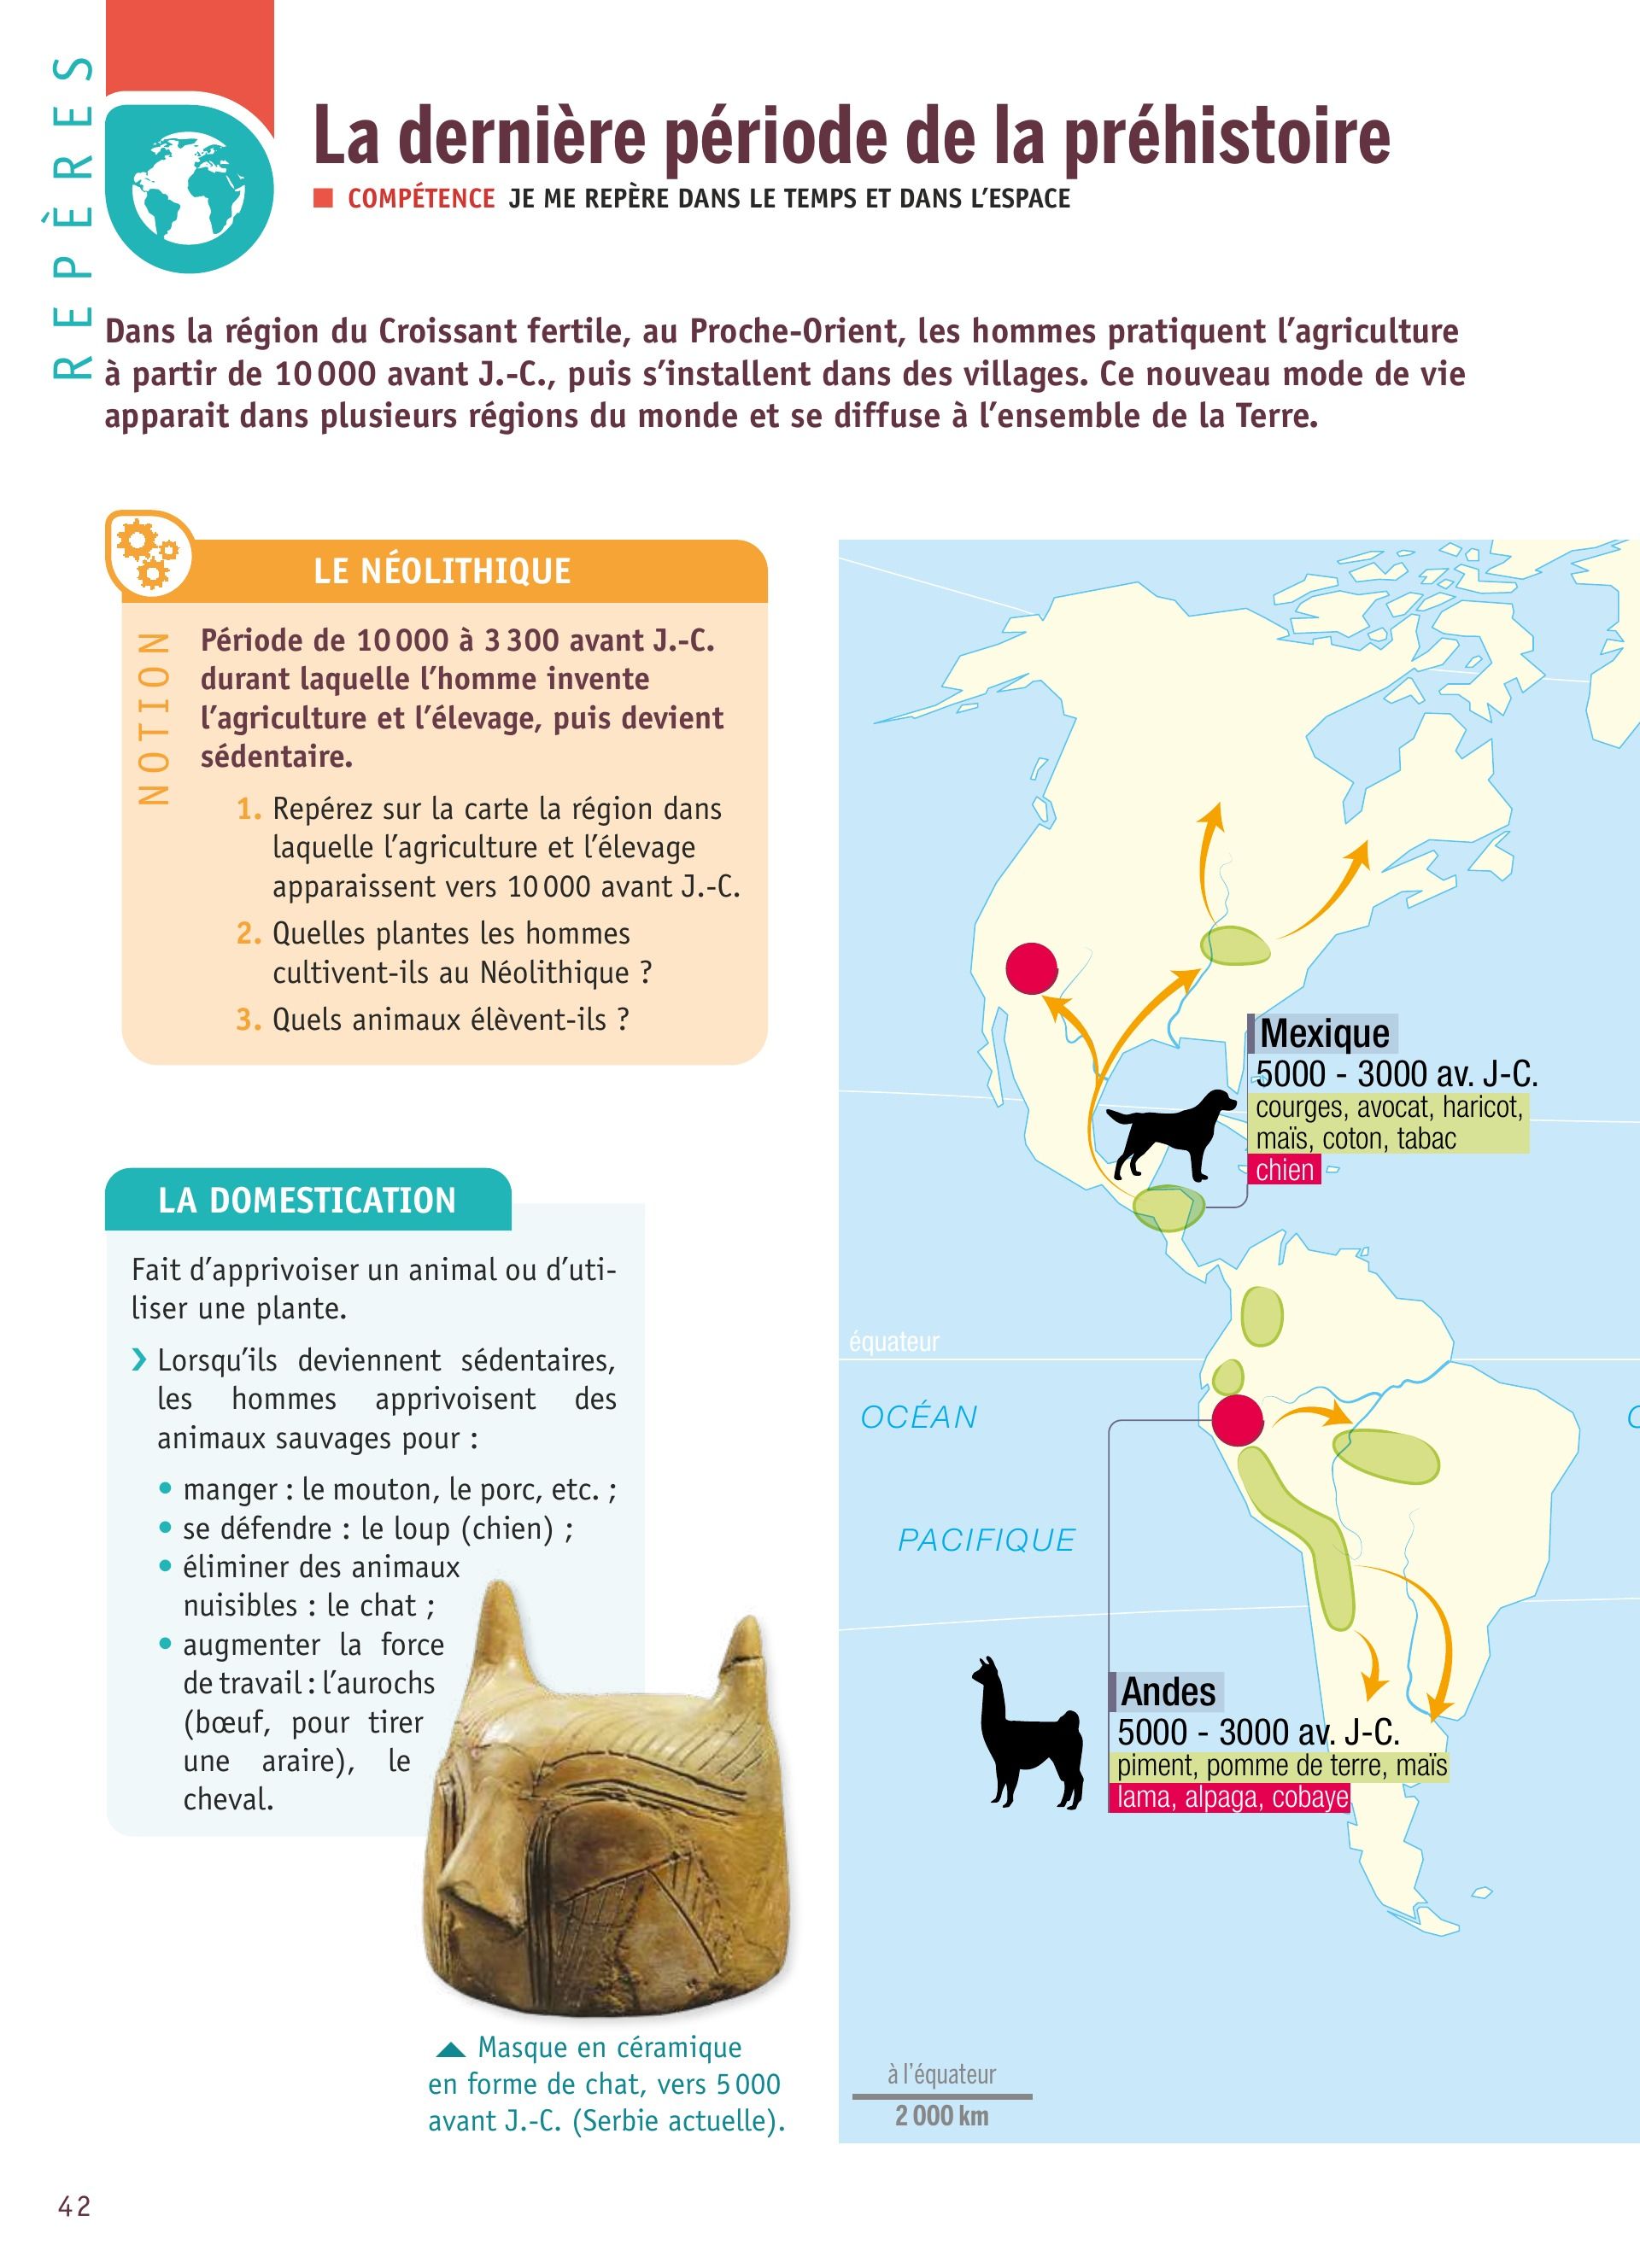 REPÈRES
La dernière période de la préhistoire
COMPÉTENCE JE ME REPÈRE DANS LE TEMPS ET DANS L'ESPACE
Dans la région du Croissant fertile, au Proche-Orient, les hommes pratiquent l'agriculture
à partir de 10 000 avant J.-C., puis s'installent dans des villages. Ce nouveau mode de vie
apparait dans plusieurs régions du monde et se diffuse à l'ensemble de la Terre.
LE NÉOLITHIQUE
NOTION
Période de 10 000 à 3 300 avant J.-C.
durant laquelle l'homme invente
l'agriculture et l'élevage, puis devient
sédentaire.
1. Repérez sur la carte la région dans
laquelle l'agriculture et l'élevage
apparaissent vers 10 000 avant J.-C.
2. Quelles plantes les hommes
cultivent-ils au Néolithique ?
3. Quels animaux élèvent-ils ?
LA DOMESTICATION
Fait d'apprivoiser un animal ou d'uti-
liser une plante.
› Lorsqu'ils deviennent sédentaires,
les hommes apprivoisent des
animaux sauvages pour :
• manger : le mouton, le porc, etc. ;
• se défendre : le loup (chien) ;
• éliminer des animaux
nuisibles : le chat ;
• augmenter la force
de travail : l'aurochs
(bœuf, pour tirer
une araire), le
cheval.
Masque en céramique
en forme de chat, vers 5 000
avant J.-C. (Serbie actuelle).
Mexique
5000 - 3000 av. J-C.
courges, avocat, haricot,
maïs, coton, tabac
chien
équateur
OCÉAN
PACIFIQUE
Andes
5000 - 3000 av. J-C.
piment, pomme de terre, maïs
lama, alpaga, cobaye
à l'équateur
2 000 km
42